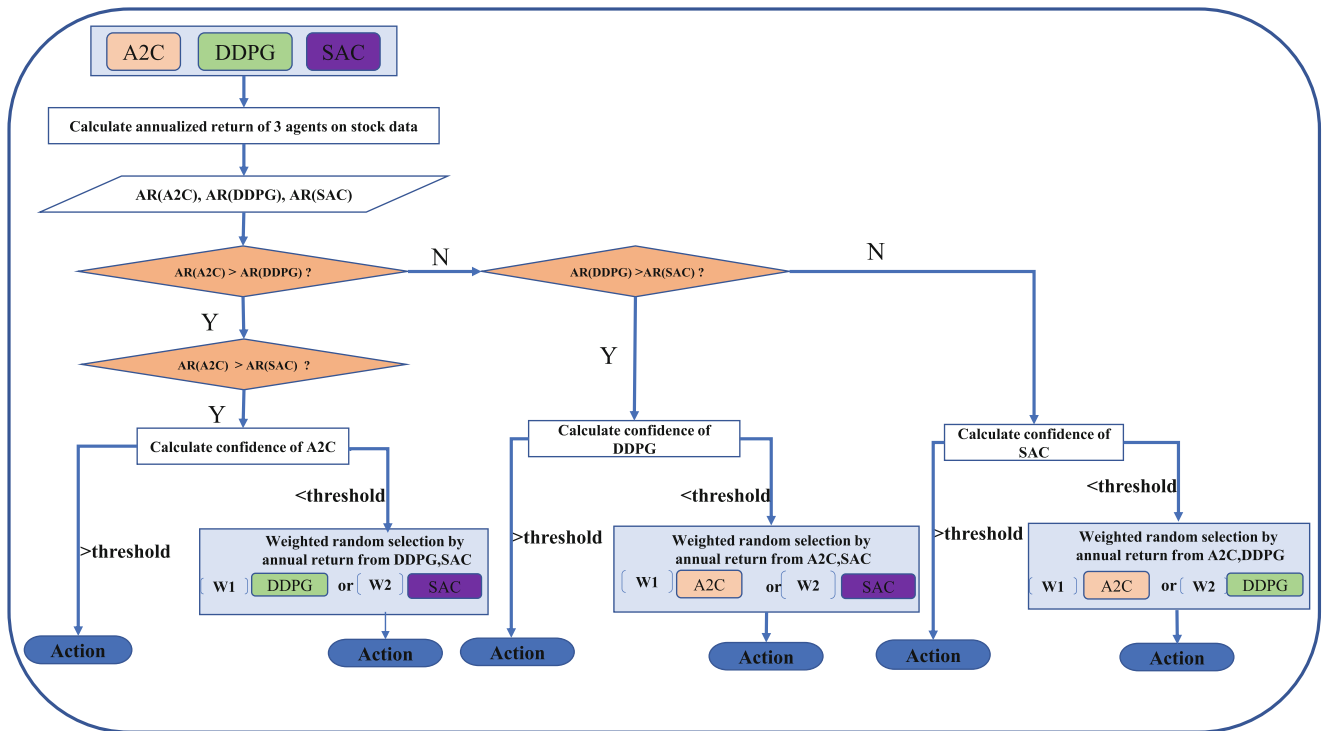 A2C
DDPG
SAC
Calculate annualized return of 3 agents on stock data
AR(A2C), AR(DDPG), AR(SAC)
AR(A2C) > AR(DDPG) ?
N
AR(DDPG) >AR(SAC) ?
N
Y
AR(A2C) > AR(SAC) ?
Y
Y
Calculate confidence of A2C
Calculate confidence of
DDPG
Calculate confidence of
SAC
>threshold
<threshold
>threshold
<threshold
>threshold
<threshold
Weighted random selection by
annual return from DDPG,SAC
W1 DDPG or W2 SAC
Weighted random selection by
annual return from A2C,SAC
W1 A2C or W2 SAC
Weighted random selection by
annual return from A2C,DDPG
W1 A2C or W2 DDPG
Action
Action
Action
Action
Action
Action